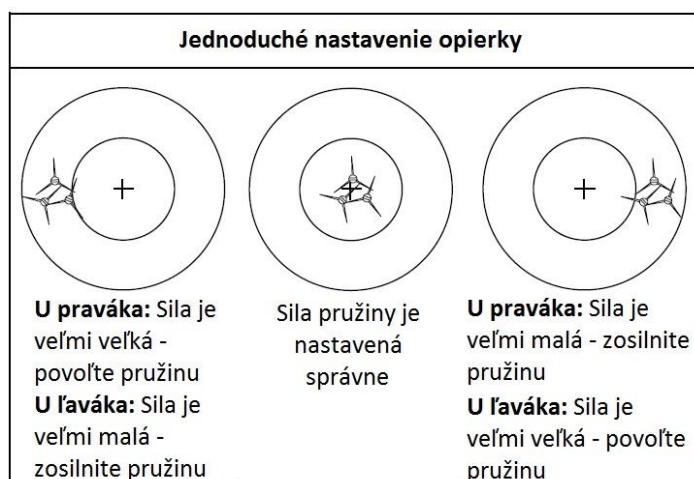 Jednoduché nastavenie opierky
U praváka: Sila je
veľmi veľká -
povoľte pružinu
U ľaváka: Sila je
veľmi malá -
zosilnite pružinu
Sila pružiny je
nastavená
správne
U praváka: Sila je
veľmi malá - zosilnite
pružinu
U ľaváka: Sila je
veľmi veľká - povoľte
pružinu